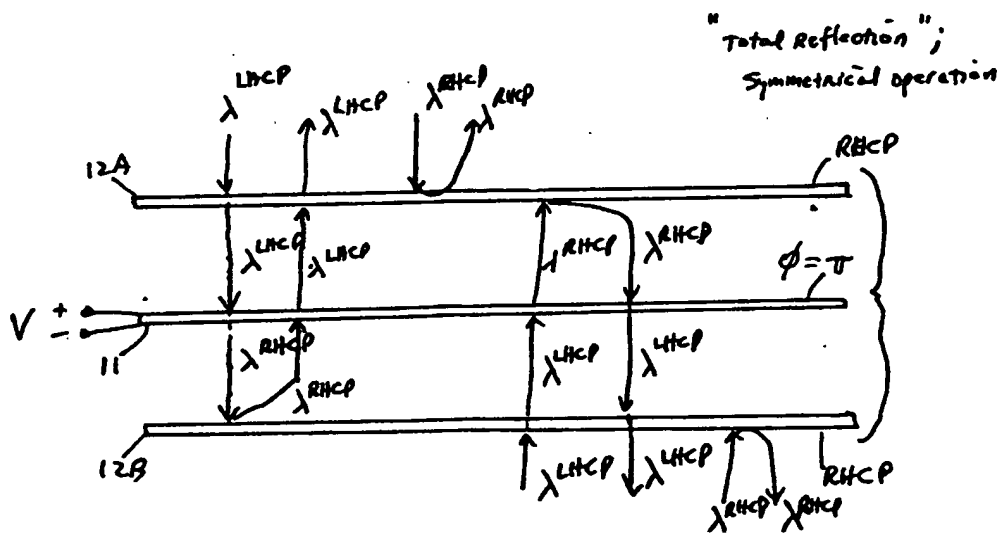 "Total Reflection";
Symmetrical operation
λ^LHCP
λ^LHCP
λ^RHCP
λ^RHCP
12A
RHCP
λ^LHCP
λ^LHCP
λ^RHCP
λ^RHCP
ϕ=π
V + −
11
λ^RHCP
λ^RHCP
λ^LHCP
λ^LHCP
12B
λ^LHCP
λ^LHCP
RHCP
λ^RHCP
λ^RHCP